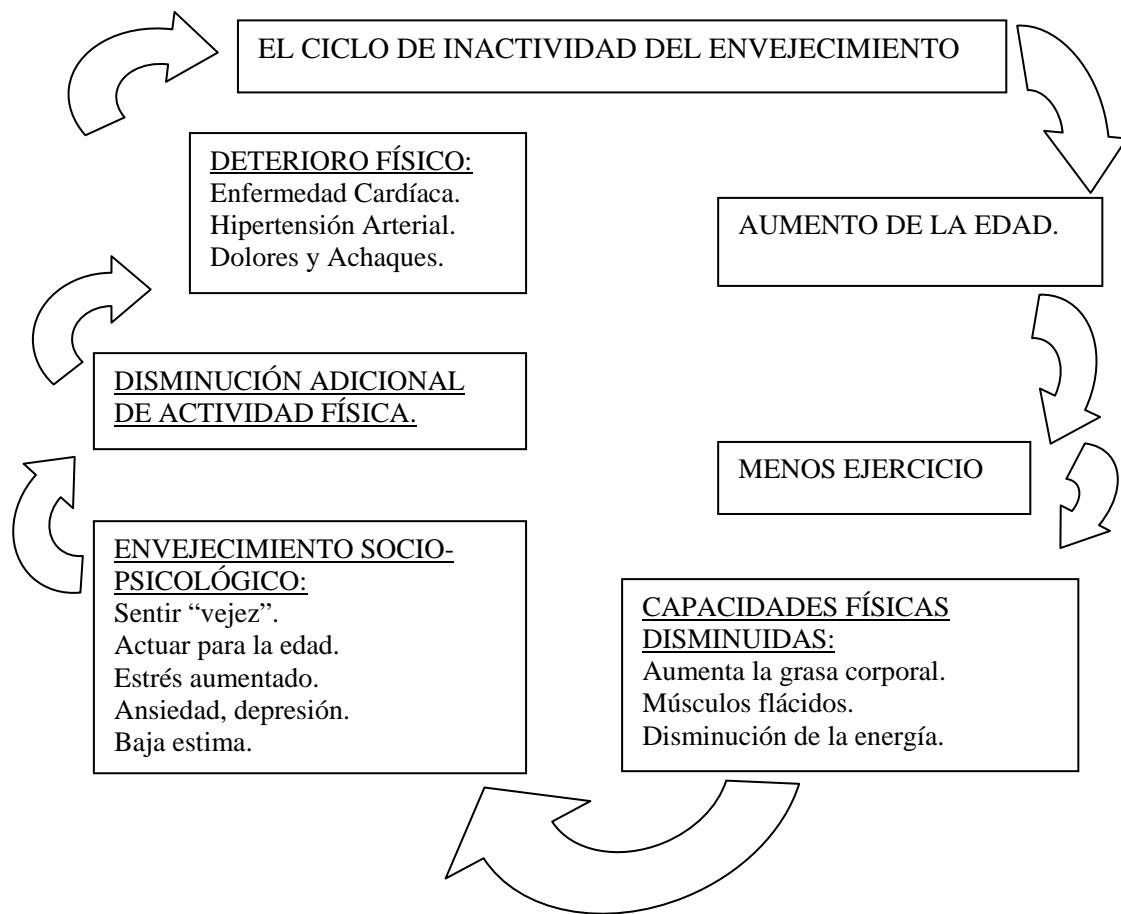 EL CICLO DE INACTIVIDAD DEL ENVEJECIMIENTO
AUMENTO DE LA EDAD.
MENOS EJERCICIO
CAPACIDADES FÍSICAS
DISMINUIDAS:
Aumenta la grasa corporal.
Músculos flácidos.
Disminución de la energía.
ENVEJECIMIENTO SOCIO-
PSICOLÓGICO:
Sentir “vejez”.
Actuar para la edad.
Estrés aumentado.
Ansiedad, depresión.
Baja estima.
DISMINUCIÓN ADICIONAL
DE ACTIVIDAD FÍSICA.
DETERIORO FÍSICO:
Enfermedad Cardíaca.
Hipertensión Arterial.
Dolores y Achaques.